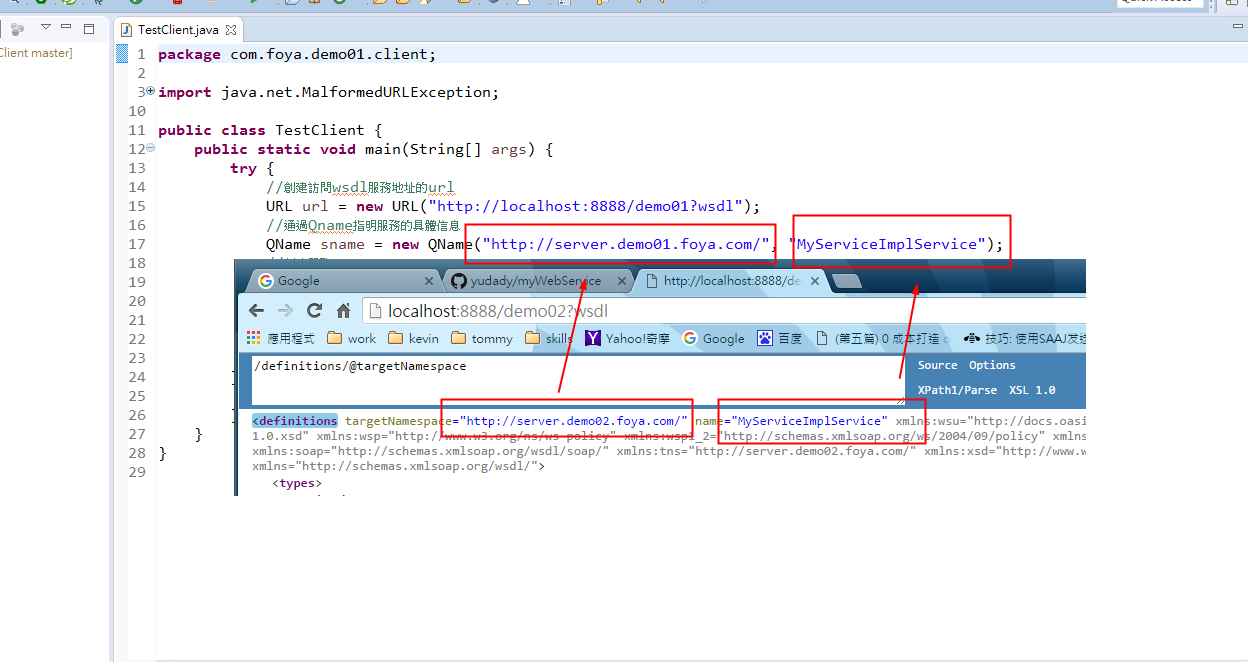 TestClient.java
Client master]
1 package com.foya.demo01.client;
2
3 import java.net.MalformedURLException;
10
11 public class TestClient {
12 public static void main(String[] args) {
13 try {
14 //創建訪問wsdl服務地址的url
15 URL url = new URL("http://localhost:8888/demo01?wsdl");
16 //通過Qname指明服務的具體信息
17 QName sname = new QName("http://server.demo01.foya.com/", "MyServiceImplService");
18
19
20
21
22
23
24
25
26
27 }
28 }
29
Google
yudady/myWebService
http://localhost:8888/de
localhost:8888/demo02?wsdl
應用程式 work kevin tommy skills Yahoo!奇摩 Google 百度 (第五篇) 0 成本打造 技巧: 使用SAAJ发送
/definitions/@targetNamespace
Source Options
XPath1/Parse XSL 1.0
<definitions targetNamespace="http://server.demo02.foya.com/" name="MyServiceImplService" xmlns:wsu="http://docs.oasi
1.0.xsd" xmlns:wsp="http://www.w3.org/ns/ws-policy" xmlns:wsp1_2="http://schemas.xmlsoap.org/ws/2004/09/policy" xmlns
xmlns:soap="http://schemas.xmlsoap.org/wsdl/soap/" xmlns:tns="http://server.demo02.foya.com/" xmlns:xsd="http://www.w
xmlns="http://schemas.xmlsoap.org/wsdl/">
<types>